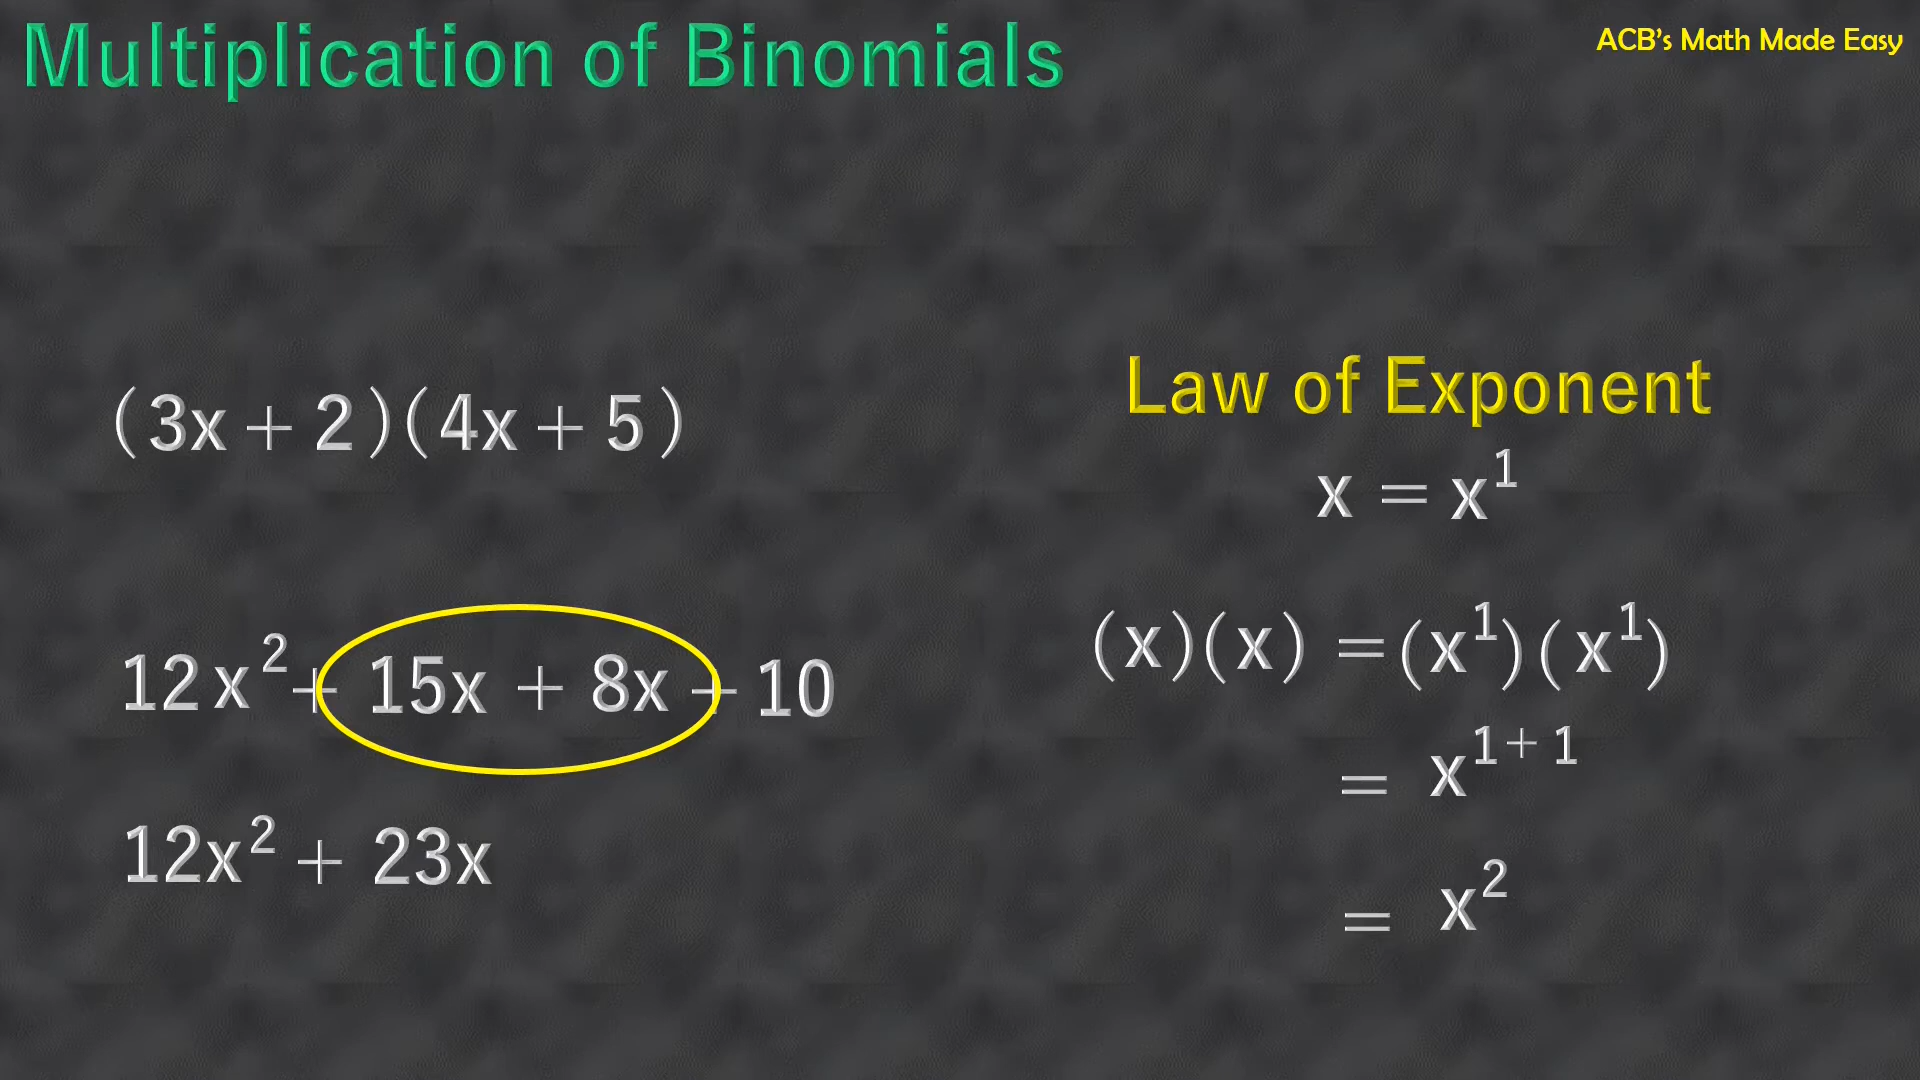 Multiplication of Binomials
ACB's Math Made Easy
(3x + 2)(4x + 5)
12x² + 15x + 8x + 10
12x² + 23x
Law of Exponent
x = x¹
(x)(x) = (x¹)(x¹)
= x¹⁺¹
= x²